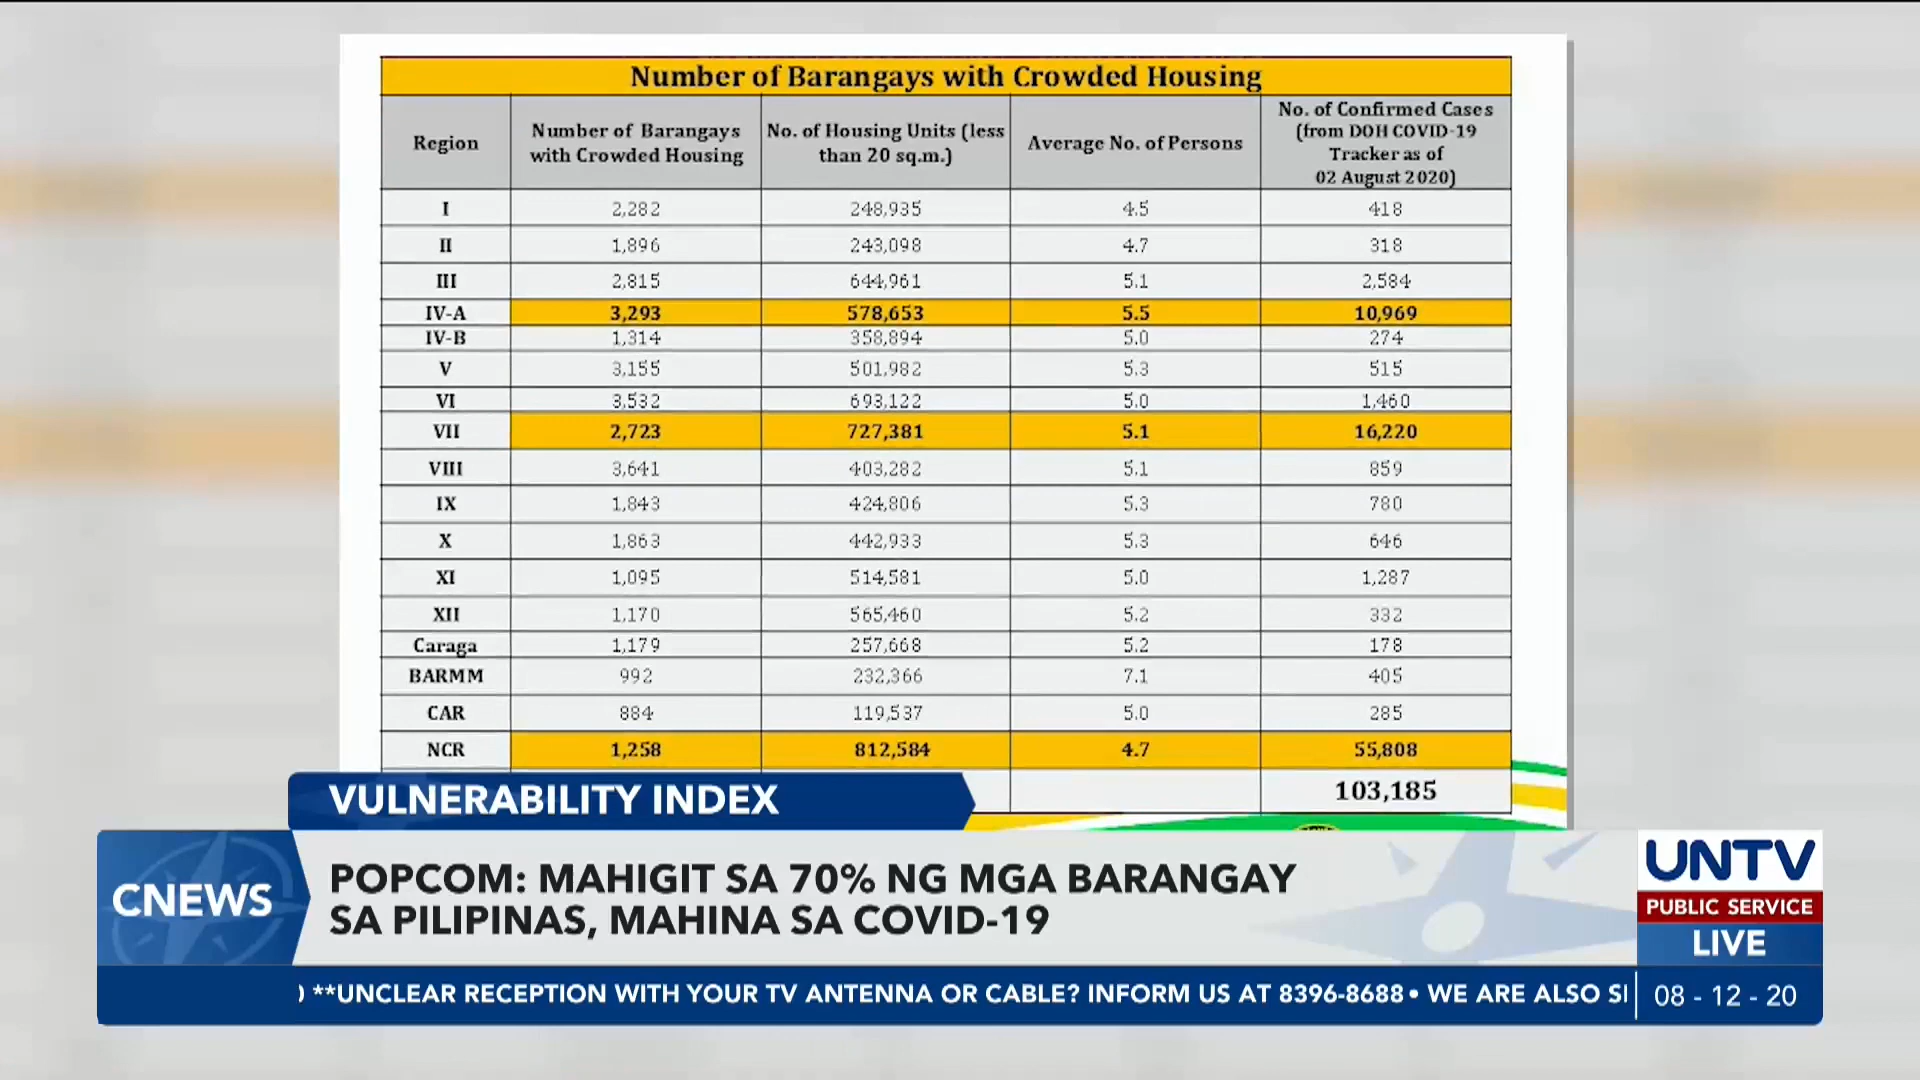 Number of Barangays with Crowded Housing
Region
Number of Barangays
with Crowded Housing
No. of Housing Units (less
than 20 sq.m.)
Average No. of Persons
No. of Confirmed Cases
(from DOH COVID-19
Tracker as of
02 August 2020)
I 2,282 248,935 4.5 418
II 1,896 243,098 4.7 318
III 2,815 644,961 5.1 2,584
IV-A 3,293 578,653 5.5 10,969
IV-B 1,314 358,894 5.0 274
V 3,155 501,982 5.3 515
VI 3,532 693,122 5.0 1,460
VII 2,723 727,381 5.1 16,220
VIII 3,641 403,282 5.1 859
IX 1,843 424,806 5.3 780
X 1,863 442,933 5.3 646
XI 1,095 514,581 5.0 1,287
XII 1,170 565,460 5.2 332
Caraga 1,179 257,668 5.2 178
BARMM 992 232,366 7.1 405
CAR 884 119,537 5.0 285
NCR 1,258 812,584 4.7 55,808
103,185
VULNERABILITY INDEX
CNEWS
POPCOM: MAHIGIT SA 70% NG MGA BARANGAY
SA PILIPINAS, MAHINA SA COVID-19
UNTV
PUBLIC SERVICE
LIVE
) **UNCLEAR RECEPTION WITH YOUR TV ANTENNA OR CABLE? INFORM US AT 8396-8688 • WE ARE ALSO
08 - 12 - 20